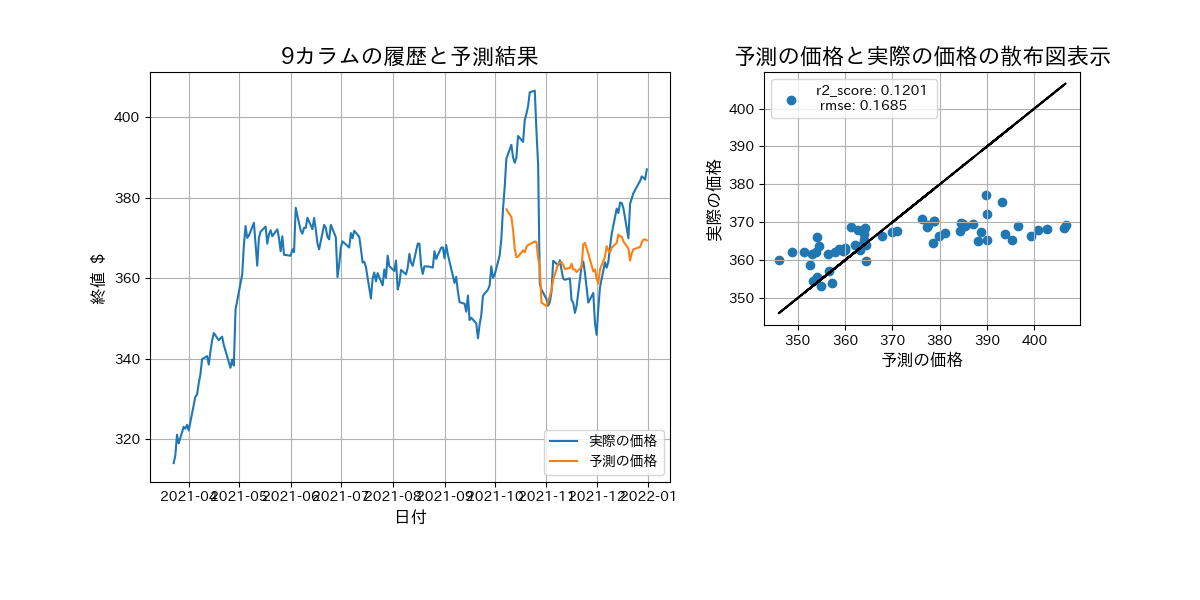 9カラムの履歴と予測結果
400
380
360
340
320
終値 $
2021-04
2021-05
2021-06
2021-07
2021-08
2021-09
2021-10
2021-11
2021-12
2022-01
日付
実際の価格
予測の価格
予測の価格と実際の価格の散布図表示
r2_score: 0.1201
rmse: 0.1685
400
390
380
370
360
350
実際の価格
350
360
370
380
390
400
予測の価格